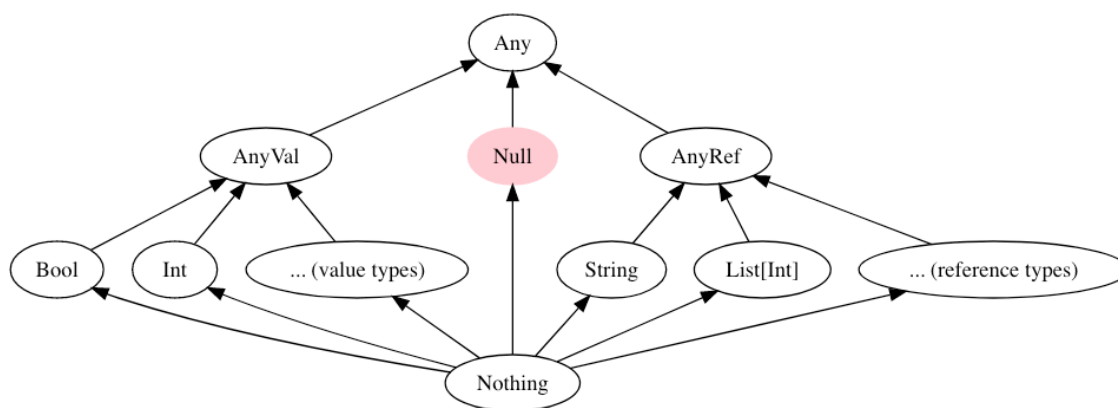 Any
AnyVal
Null
AnyRef
Bool
Int
... (value types)
String
List[Int]
... (reference types)
Nothing